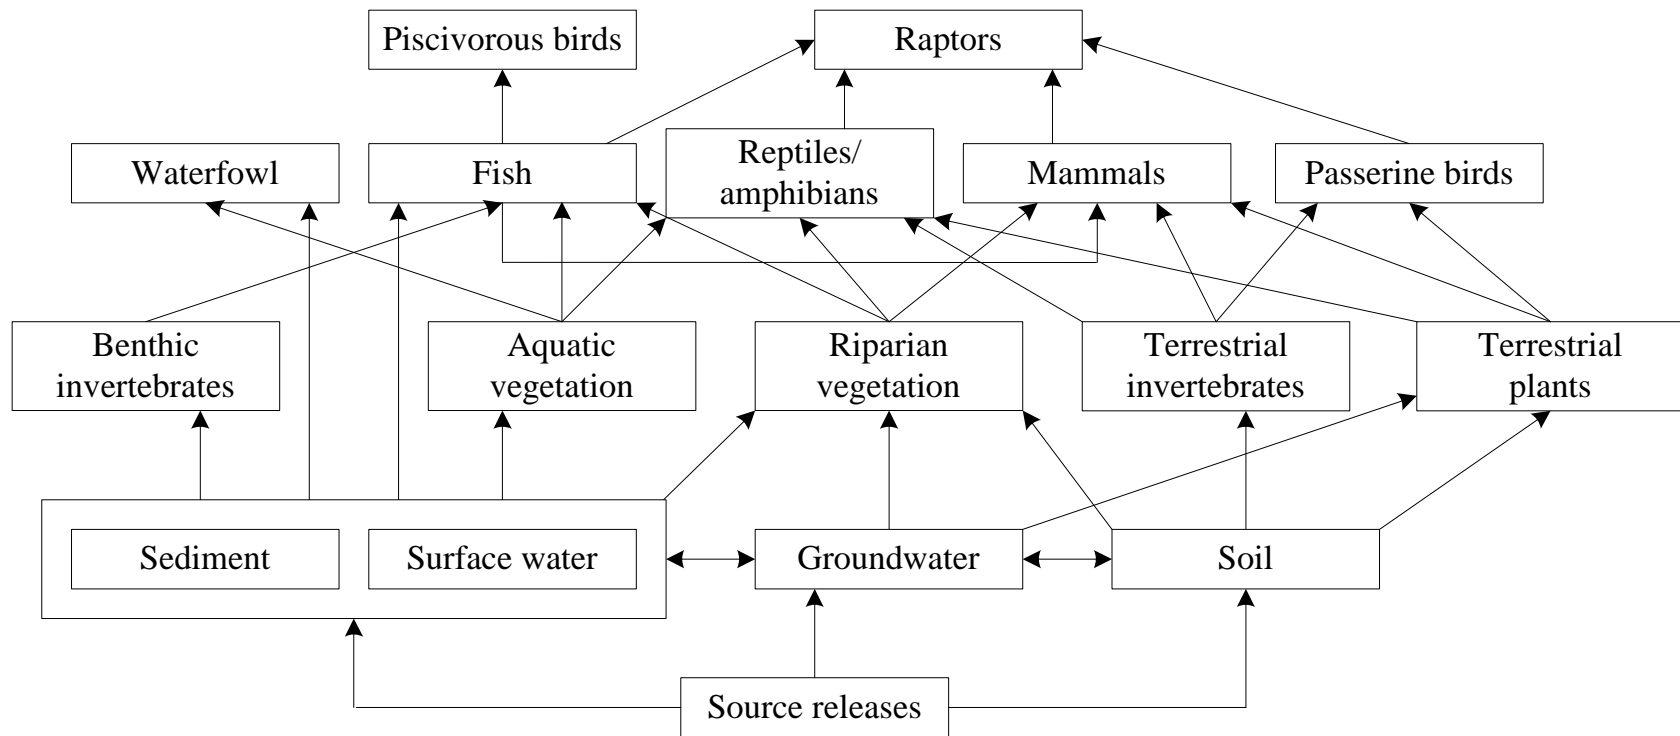 Piscivorous birds
Raptors
Waterfowl
Fish
Reptiles/
amphibians
Mammals
Passerine birds
Benthic
invertebrates
Aquatic
vegetation
Riparian
vegetation
Terrestrial
invertebrates
Terrestrial
plants
Sediment
Surface water
Groundwater
Soil
Source releases